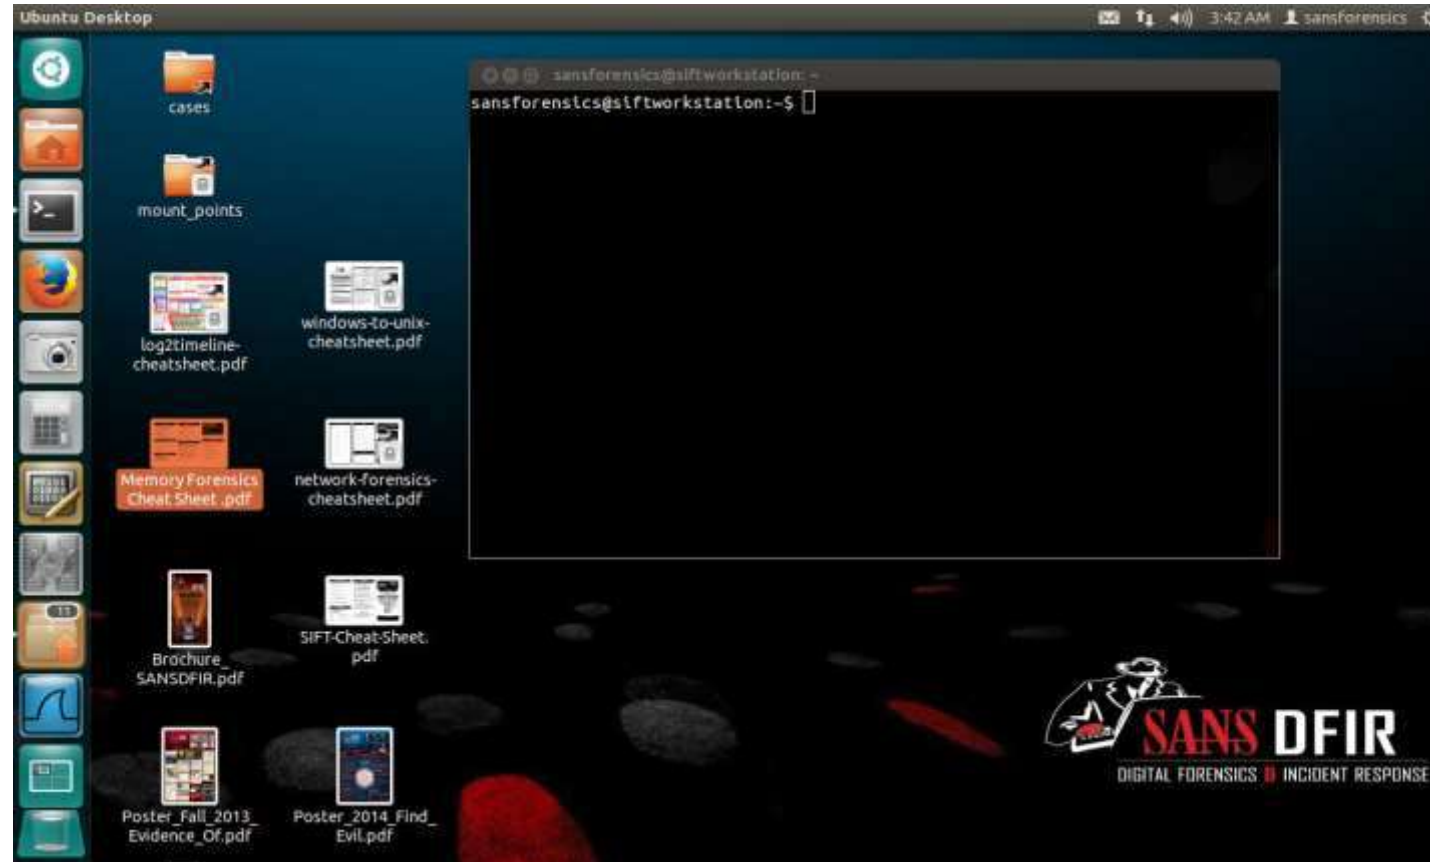 Ubuntu Desktop
3:42 AM
sansforensics
cases
mount_points
log2timeline-
cheatsheet.pdf
windows-to-unix-
cheatsheet.pdf
Memory Forensics
Cheat Sheet .pdf
network-forensics-
cheatsheet.pdf
Brochure_
SANSDFIR.pdf
SIFT-Cheat-Sheet.
pdf
Poster_Fall_2013_
Evidence_Of.pdf
Poster_2014_Find_
Evil.pdf
sansforensics@siftworkstation: ~
sansforensics@siftworkstation:~$
SANS DFIR
DIGITAL FORENSICS INCIDENT RESPONSE